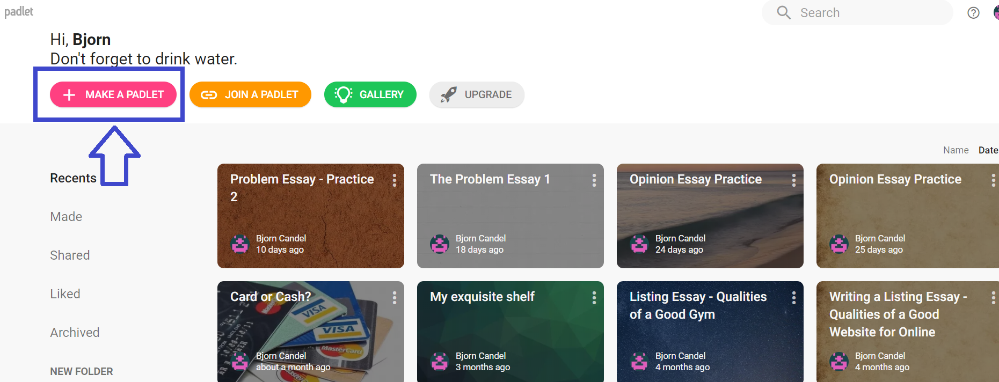 padlet
Search
Hi, Bjorn
Don't forget to drink water.
MAKE A PADLET
JOIN A PADLET
GALLERY
UPGRADE
Name Date
Recents
Made
Shared
Liked
Archived
NEW FOLDER
Problem Essay - Practice
2
Bjorn Candel
10 days ago
The Problem Essay 1
Bjorn Candel
18 days ago
Opinion Essay Practice
Bjorn Candel
24 days ago
Opinion Essay Practice
Bjorn Candel
25 days ago
Card or Cash?
VISA
VISA
MasterCard
Bjorn Candel
about a month ago
My exquisite shelf
Bjorn Candel
3 months ago
Listing Essay - Qualities
of a Good Gym
Bjorn Candel
4 months ago
Writing a Listing Essay -
Qualities of a Good
Website for Online
Bjorn Candel
4 months ago